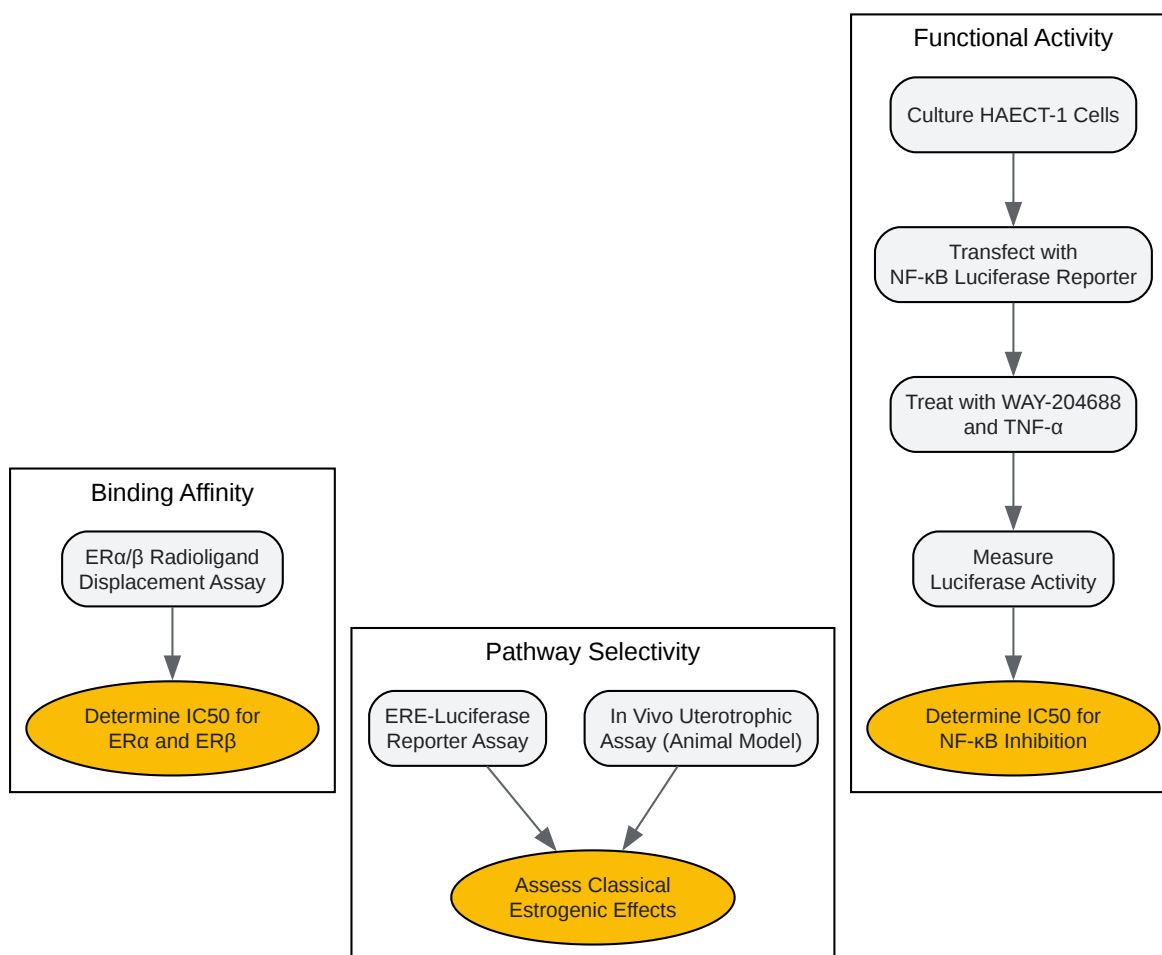 Binding Affinity
ERα/β Radioligand
Displacement Assay
Determine IC50 for
ERα and ERβ
Pathway Selectivity
ERE-Luciferase
Reporter Assay
In Vivo Uterotrophic
Assay (Animal Model)
Assess Classical
Estrogenic Effects
Functional Activity
Culture HAECT-1 Cells
Transfect with
NF-κB Luciferase Reporter
Treat with WAY-204688
and TNF-α
Measure
Luciferase Activity
Determine IC50 for
NF-κB Inhibition